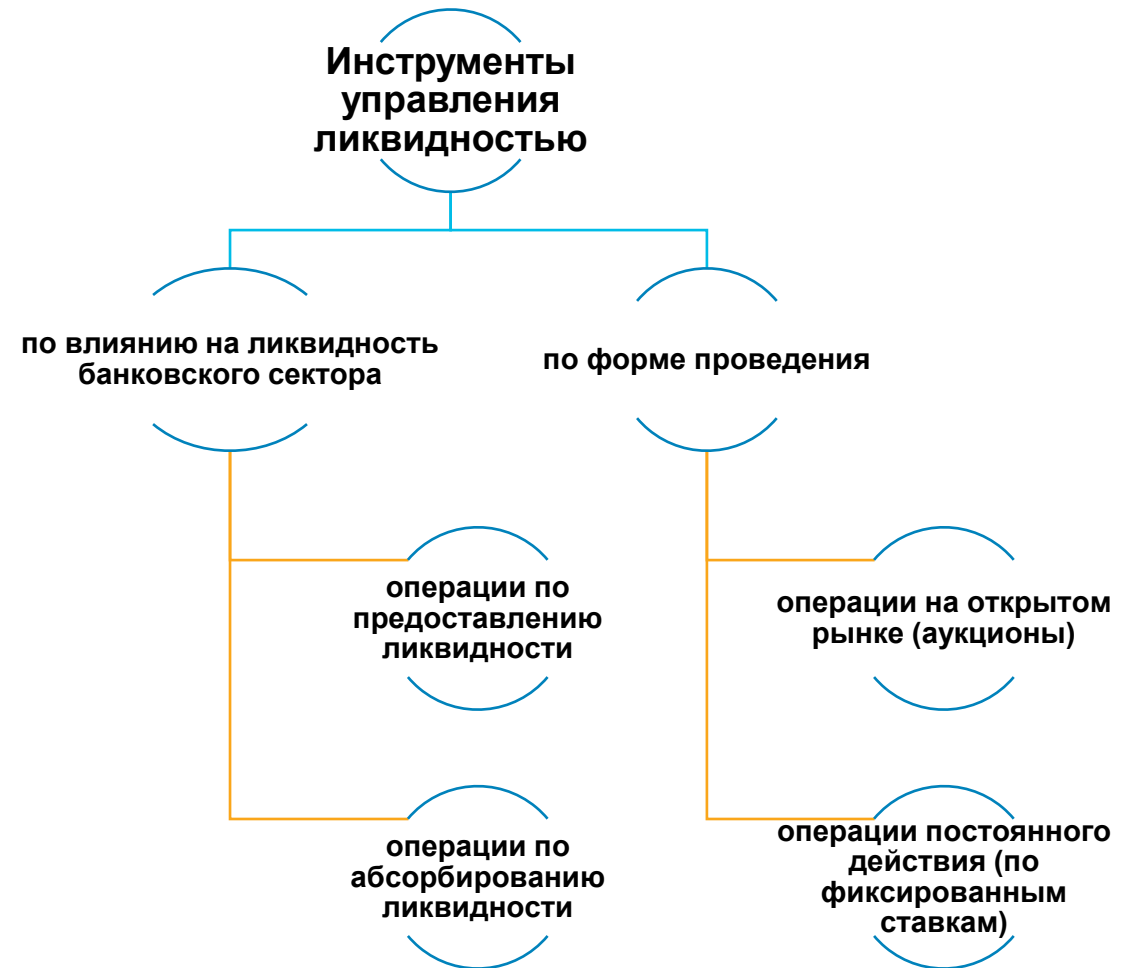 Инструменты
управления
ликвидностью
по влиянию на ликвидность
банковского сектора
по форме проведения
операции по
предоставлению
ликвидности
операции на открытом
рынке (аукционы)
операции по
абсорбированию
ликвидности
операции постоянного
действия (по
фиксированным
ставкам)